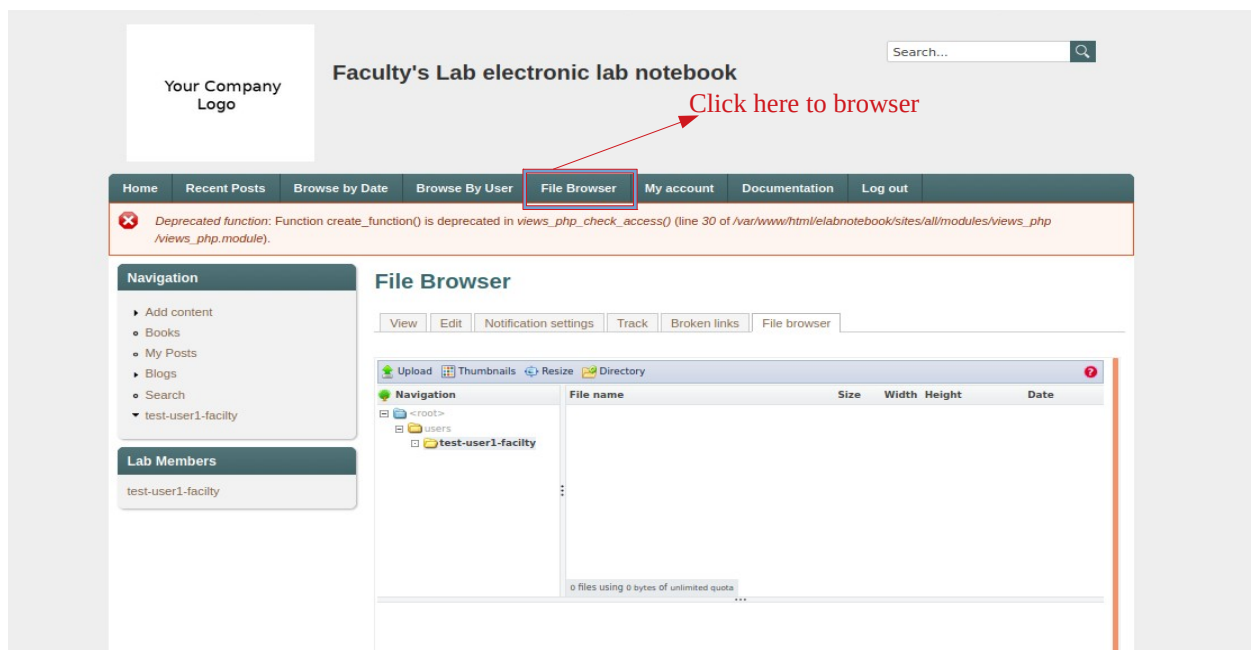 Your Company
Logo
Faculty's Lab electronic lab notebook
Search...
Click here to browser
Home Recent Posts Browse by Date Browse By User File Browser My account Documentation Log out
Deprecated function: Function create_function() is deprecated in views_php_check_access() (line 30 of /var/www/html/elabnotebook/sites/all/modules/views_php
/views_php.module).
Navigation
Add content
Books
My Posts
Blogs
Search
test-user1-facilty
Lab Members
test-user1-facilty
File Browser
View Edit Notification settings Track Broken links File browser
Upload Thumbnails Resize Directory ?
Navigation File name Size Width Height Date
<root>
users
test-user1-facilty
0 files using 0 bytes of unlimited quota